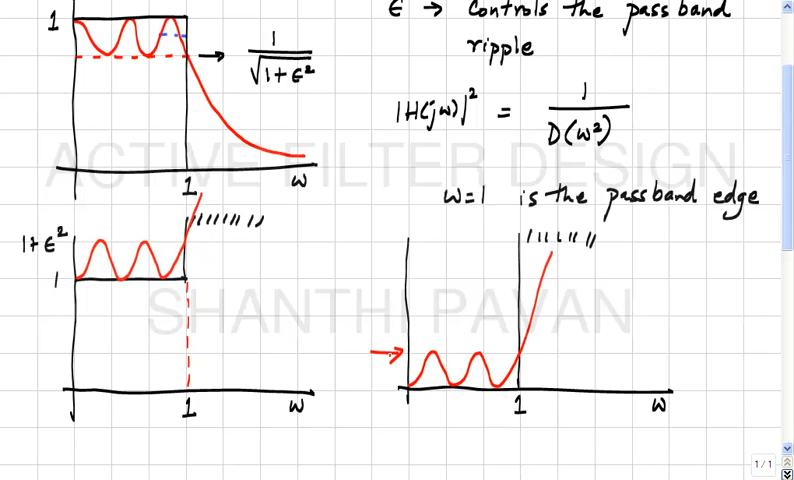 ϵ → Controls the pass band
ripple
1
1
√1+ϵ²
|H(jω)|² = 1
D(ω²)
1
ω
ACTIVE FILTER DESIGN
ω=1 is the passband edge
1+ϵ²
1
SHANTHI PAVAN
1
ω
1
ω
1/1